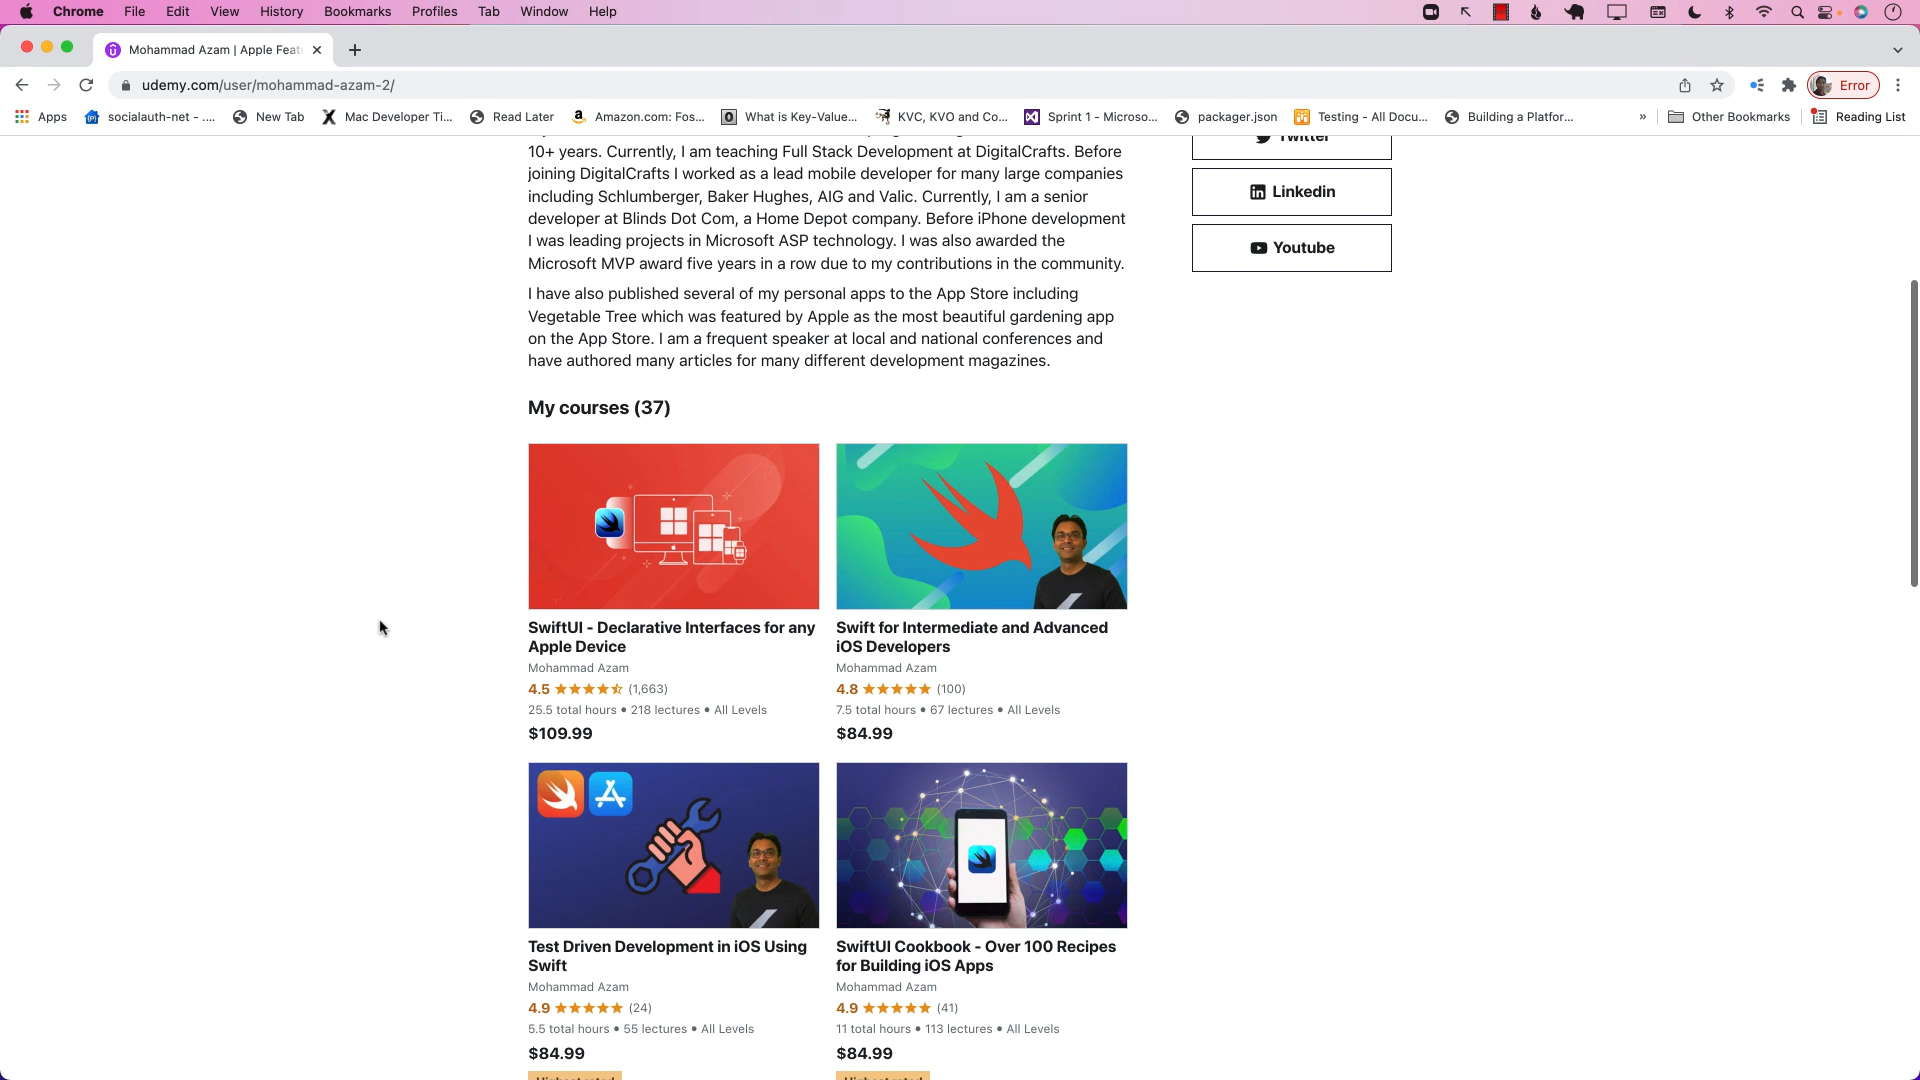 Chrome File Edit View History Bookmarks Profiles Tab Window Help
Mohammad Azam | Apple Feat
udemy.com/user/mohammad-azam-2/
Error
Apps socialauth-net - .... New Tab Mac Developer Ti... Read Later Amazon.com: Fos... What is Key-Value... KVC, KVO and Co... Sprint 1 - Microso... packager.json Testing - All Docu... Building a Platfor... » Other Bookmarks Reading List
Twitter
10+ years. Currently, I am teaching Full Stack Development at DigitalCrafts. Before
joining DigitalCrafts I worked as a lead mobile developer for many large companies
including Schlumberger, Baker Hughes, AIG and Valic. Currently, I am a senior
developer at Blinds Dot Com, a Home Depot company. Before iPhone development
I was leading projects in Microsoft ASP technology. I was also awarded the
Microsoft MVP award five years in a row due to my contributions in the community.
Linkedin
Youtube
I have also published several of my personal apps to the App Store including
Vegetable Tree which was featured by Apple as the most beautiful gardening app
on the App Store. I am a frequent speaker at local and national conferences and
have authored many articles for many different development magazines.
My courses (37)
SwiftUI - Declarative Interfaces for any
Apple Device
Mohammad Azam
4.5 (1,663)
25.5 total hours • 218 lectures • All Levels
$109.99
Swift for Intermediate and Advanced
iOS Developers
Mohammad Azam
4.8 (100)
7.5 total hours • 67 lectures • All Levels
$84.99
Test Driven Development in iOS Using
Swift
Mohammad Azam
4.9 (24)
5.5 total hours • 55 lectures • All Levels
$84.99
Highest rated
SwiftUI Cookbook - Over 100 Recipes
for Building iOS Apps
Mohammad Azam
4.9 (41)
11 total hours • 113 lectures • All Levels
$84.99
Highest rated